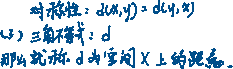 对称性：d(x,y)=d(y,x)
(3) 三角不等式：d
那么就称 d 为空间 X 上的距离。